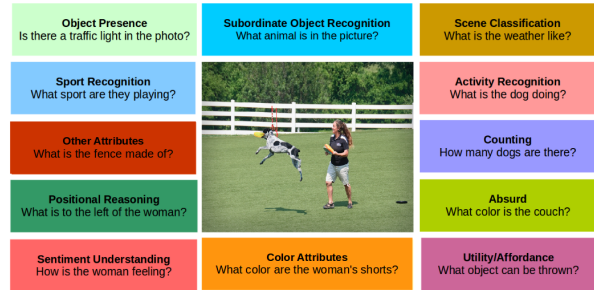 Object Presence
Is there a traffic light in the photo?
Subordinate Object Recognition
What animal is in the picture?
Scene Classification
What is the weather like?
Sport Recognition
What sport are they playing?
Activity Recognition
What is the dog doing?
Other Attributes
What is the fence made of?
Counting
How many dogs are there?
Positional Reasoning
What is to the left of the woman?
Absurd
What color is the couch?
Sentiment Understanding
How is the woman feeling?
Color Attributes
What color are the woman's shorts?
Utility/Affordance
What object can be thrown?